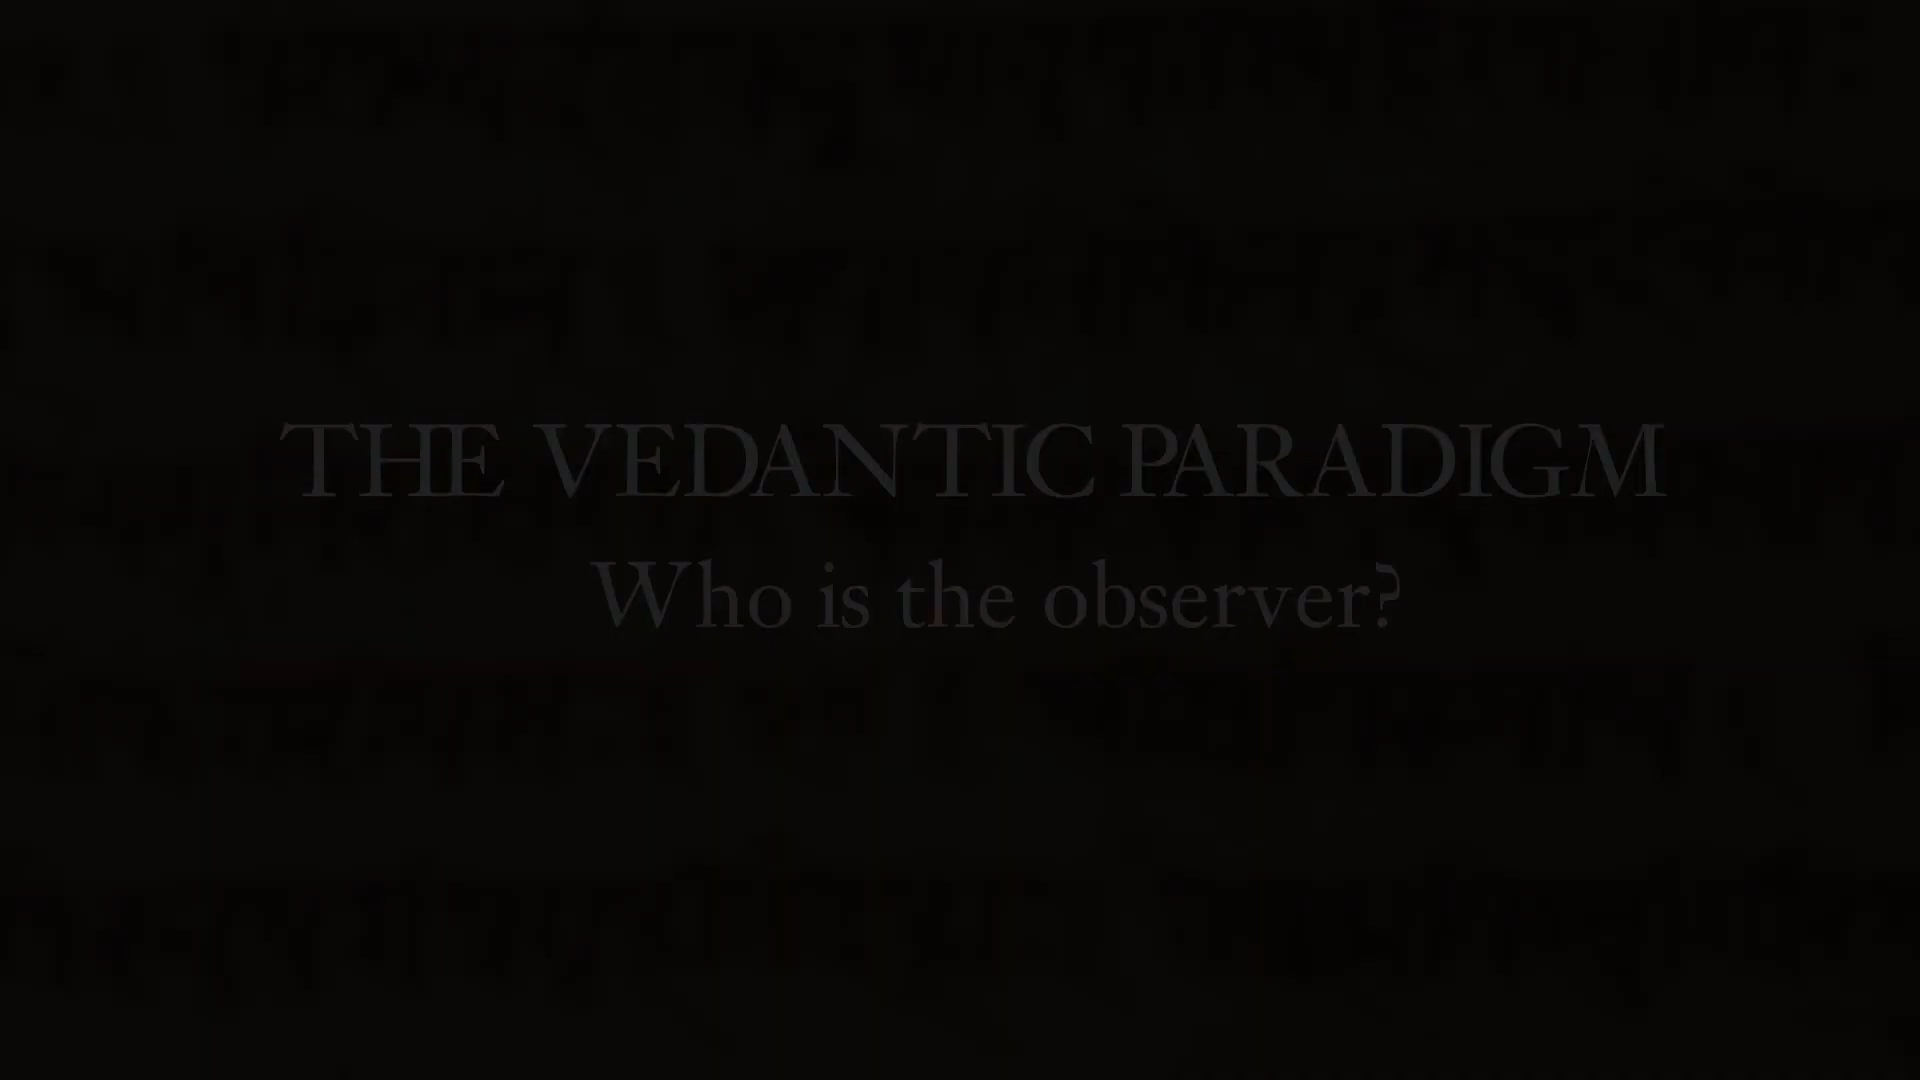 THE VEDANTIC PARADIGM
Who is the observer?